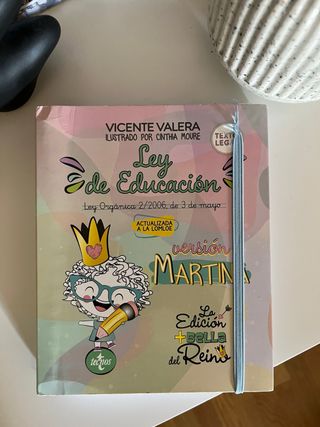 VICENTE VALERA
ILUSTRADO POR CINTHIA MOURE
TEXTO
LEGAL
Ley
de Educación
Ley Orgánica 2/2006, de 3 de mayo
ACTUALIZADA
A LA LOMLOE
versión
MARTINA
La
Edición
+BELLA
del Reino
tecnos